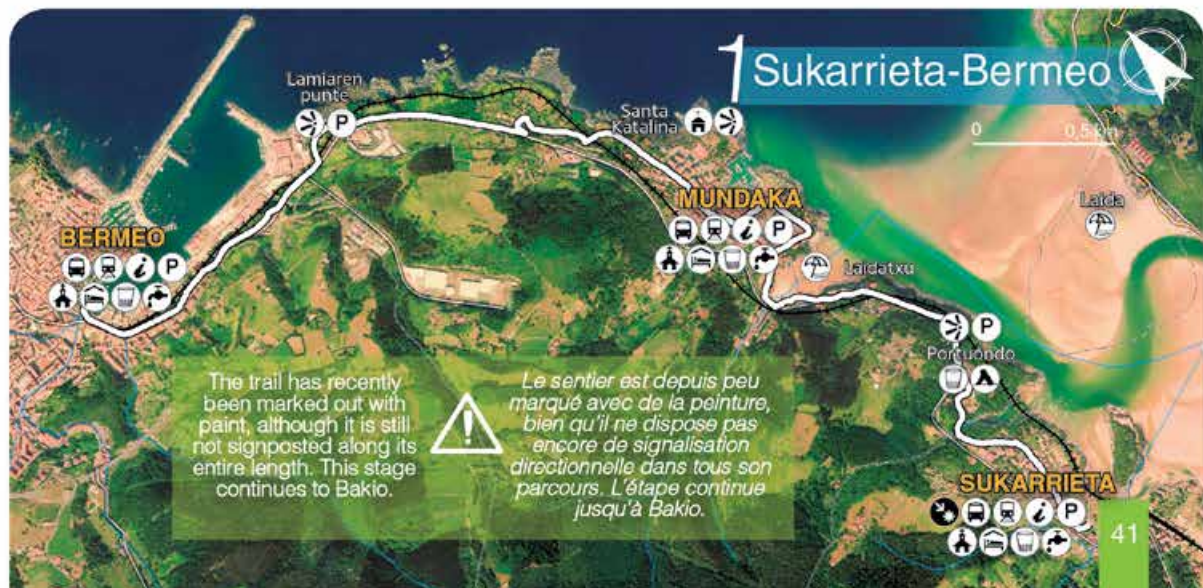 1 Sukarrieta-Bermeo
0 0,5 km
Lamiaren
punte
P
Santa
Katalina
MUNDAKA
i P
Laida
BERMEO
i P
Laidatxu
P
Portuondo
The trail has recently
been marked out with
paint, although it is still
not signposted along its
entire length. This stage
continues to Bakio.
Le sentier est depuis peu
marqué avec de la peinture,
bien qu'il ne dispose pas
encore de signalisation
directionnelle dans tous son
parcours. L'étape continue
jusqu'à Bakio.
SUKARRIETA
i P
41